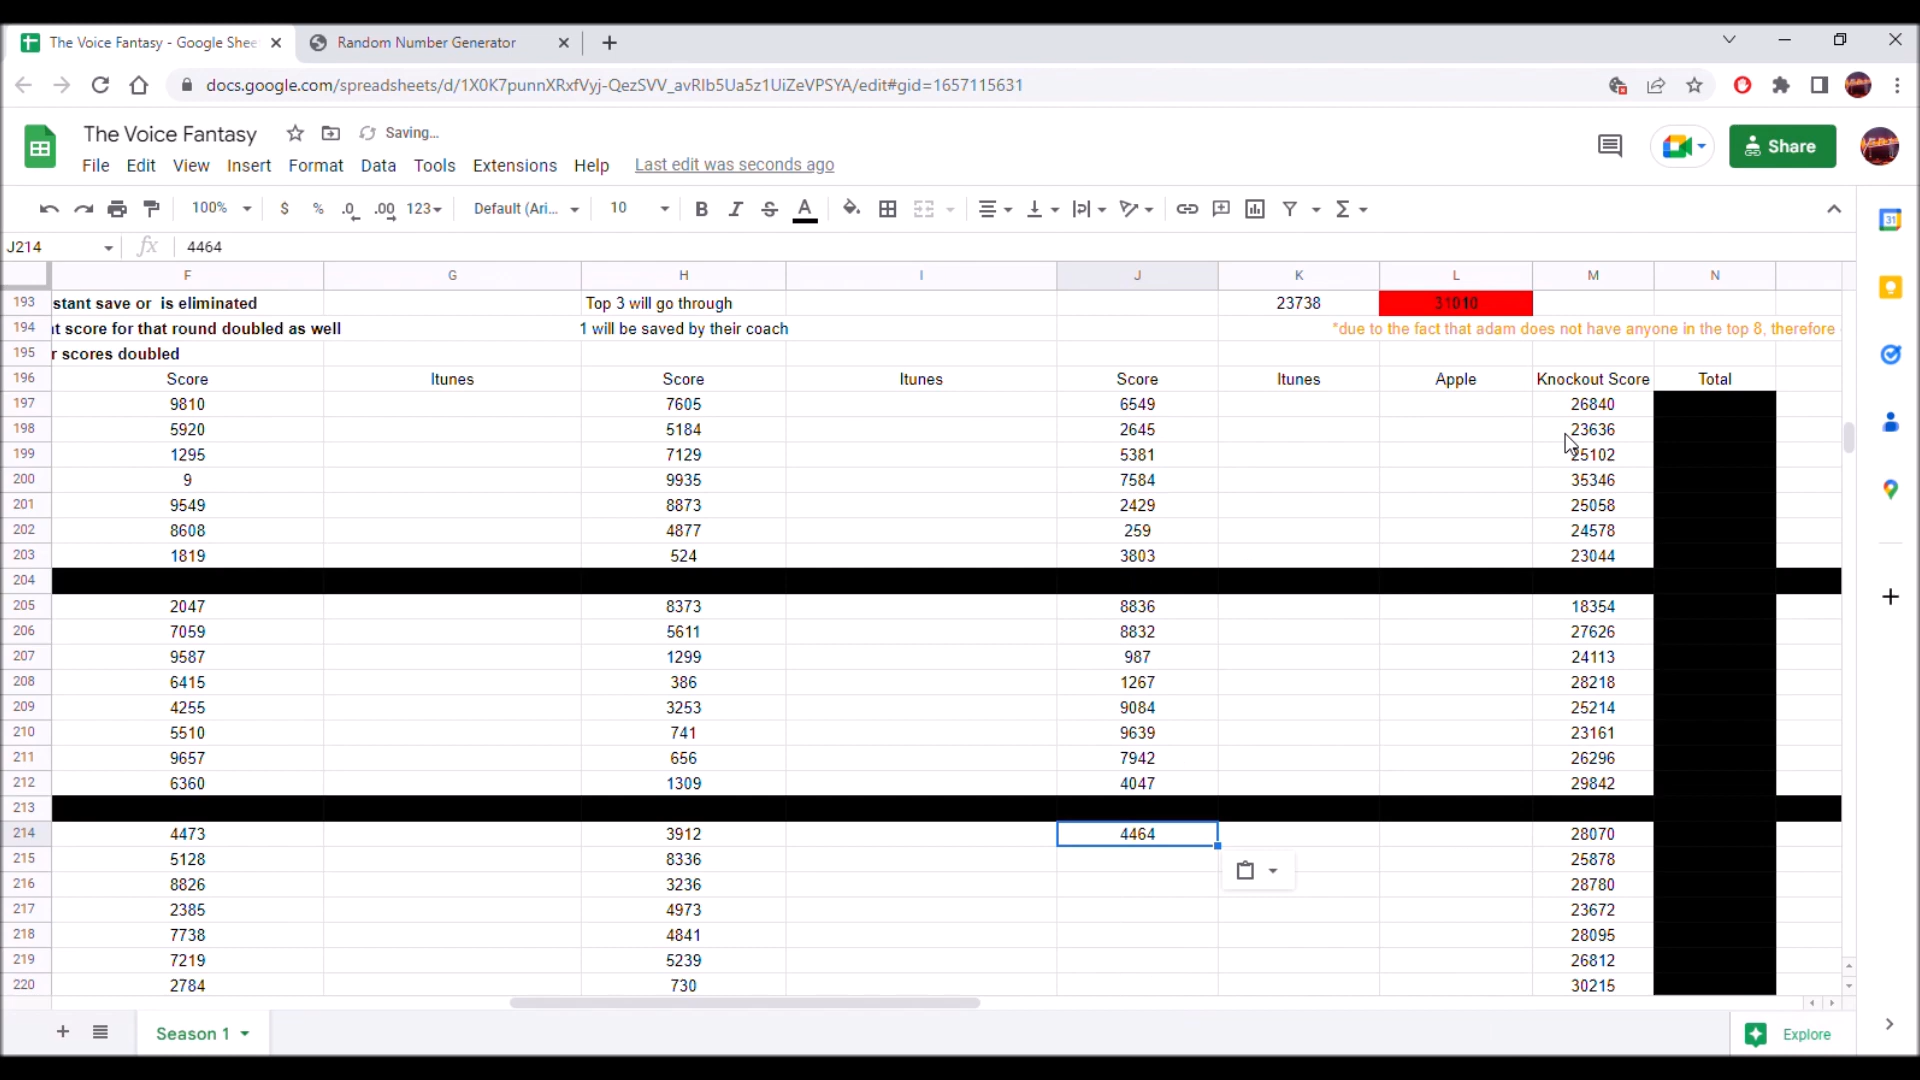 The Voice Fantasy - Google Shee
Random Number Generator
docs.google.com/spreadsheets/d/1X0K7punnXRxfVyj-QezSVV_avRlb5Ua5z1UiZeVPSYA/edit#gid=1657115631
The Voice Fantasy Saving...
File Edit View Insert Format Data Tools Extensions Help Last edit was seconds ago
Share
100% $ % .0 .00 123 Default (Ari... 10 B I S A
J214 fx 4464
F G H I J K L M N
193 stant save or is eliminated Top 3 will go through 23738 31010
194 t score for that round doubled as well 1 will be saved by their coach *due to the fact that adam does not have anyone in the top 8, therefore
195 r scores doubled
196 Score Itunes Score Itunes Score Itunes Apple Knockout Score Total
197 9810 7605 6549 26840
198 5920 5184 2645 23636
199 1295 7129 5381 25102
200 9 9935 7584 35346
201 9549 8873 2429 25058
202 8608 4877 259 24578
203 1819 524 3803 23044
204
205 2047 8373 8836 18354
206 7059 5611 8832 27626
207 9587 1299 987 24113
208 6415 386 1267 28218
209 4255 3253 9084 25214
210 5510 741 9639 23161
211 9657 656 7942 26296
212 6360 1309 4047 29842
213
214 4473 3912 4464 28070
215 5128 8336 25878
216 8826 3236 28780
217 2385 4973 23672
218 7738 4841 28095
219 7219 5239 26812
220 2784 730 30215
Season 1
Explore
31